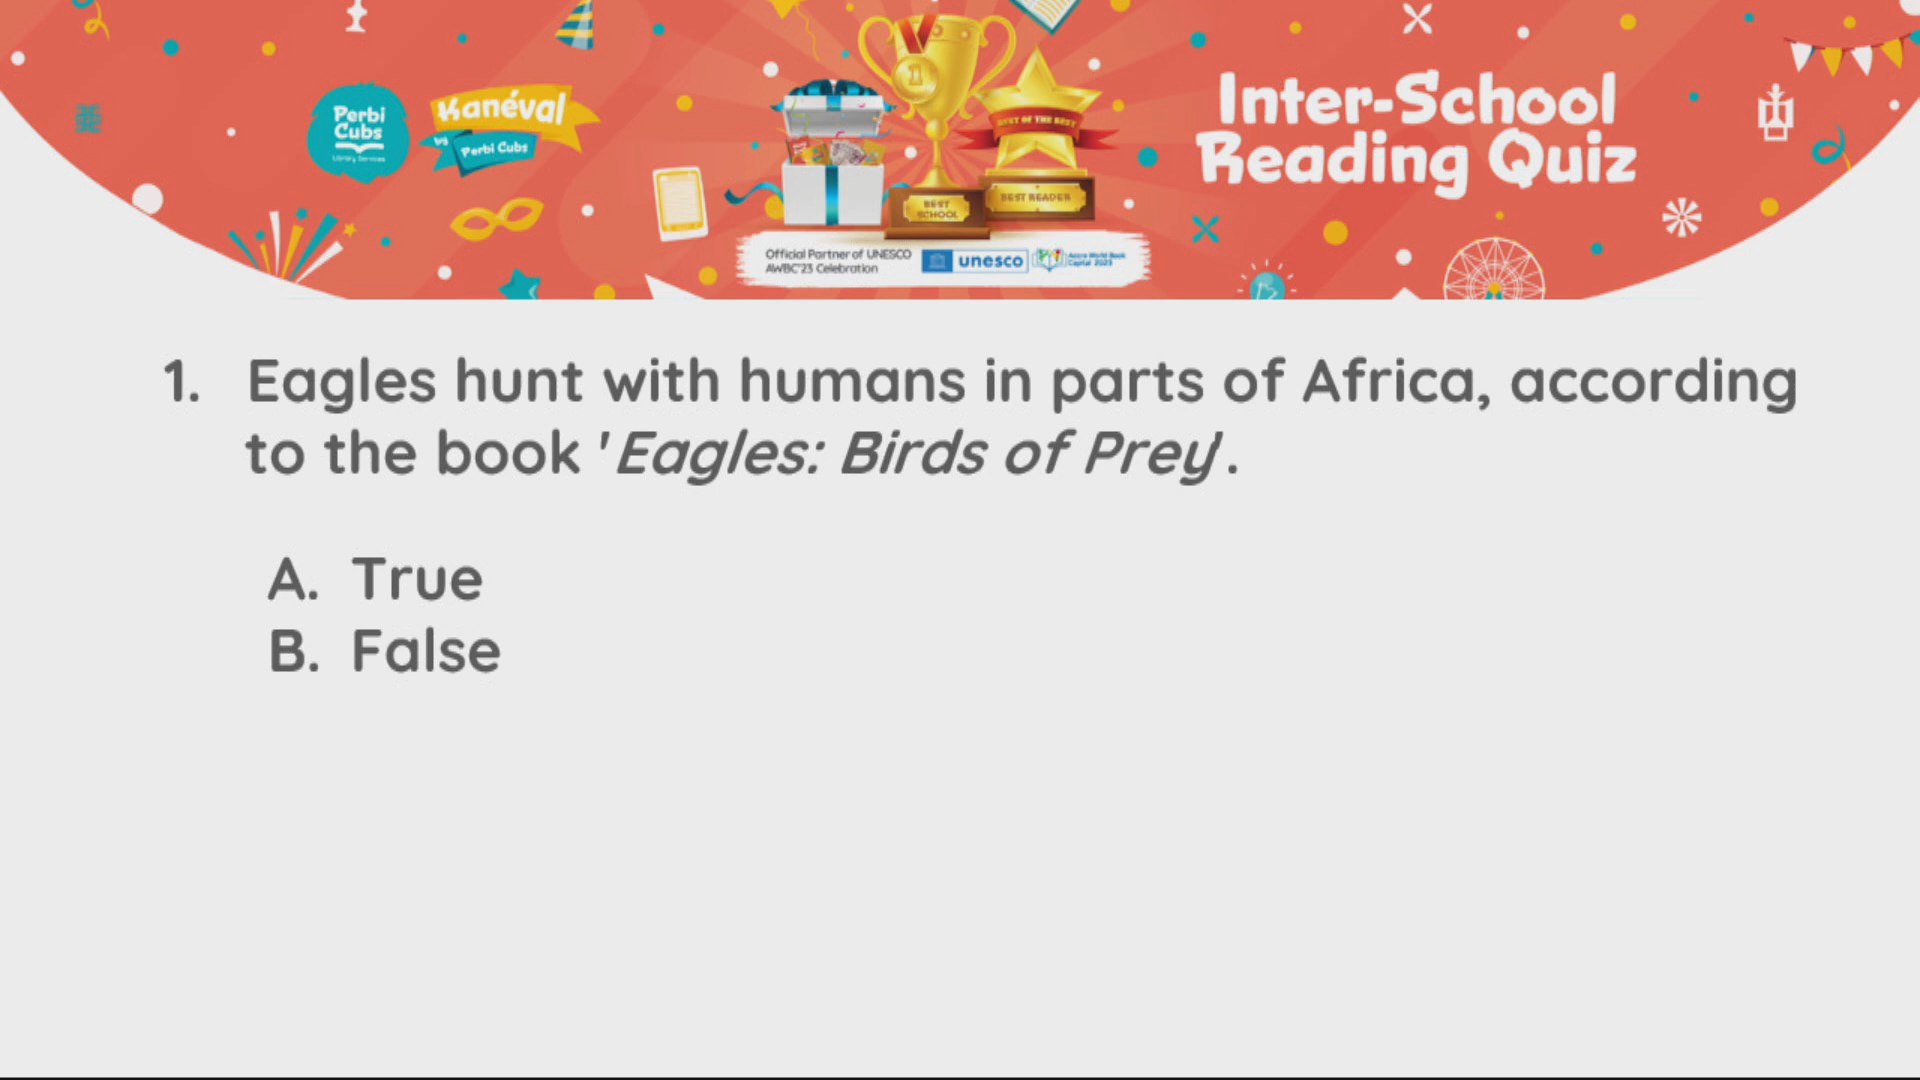 Perbi
Cubs
Library Services
Kanéval
by Perbi Cubs
1
BEST OF THE BEST
BEST
SCHOOL
BEST READER
Official Partner of UNESCO
AWBC'23 Celebration
unesco
Accra World Book
Capital 2023
Inter-School
Reading Quiz
1. Eagles hunt with humans in parts of Africa, according
to the book 'Eagles: Birds of Prey'.
A. True
B. False